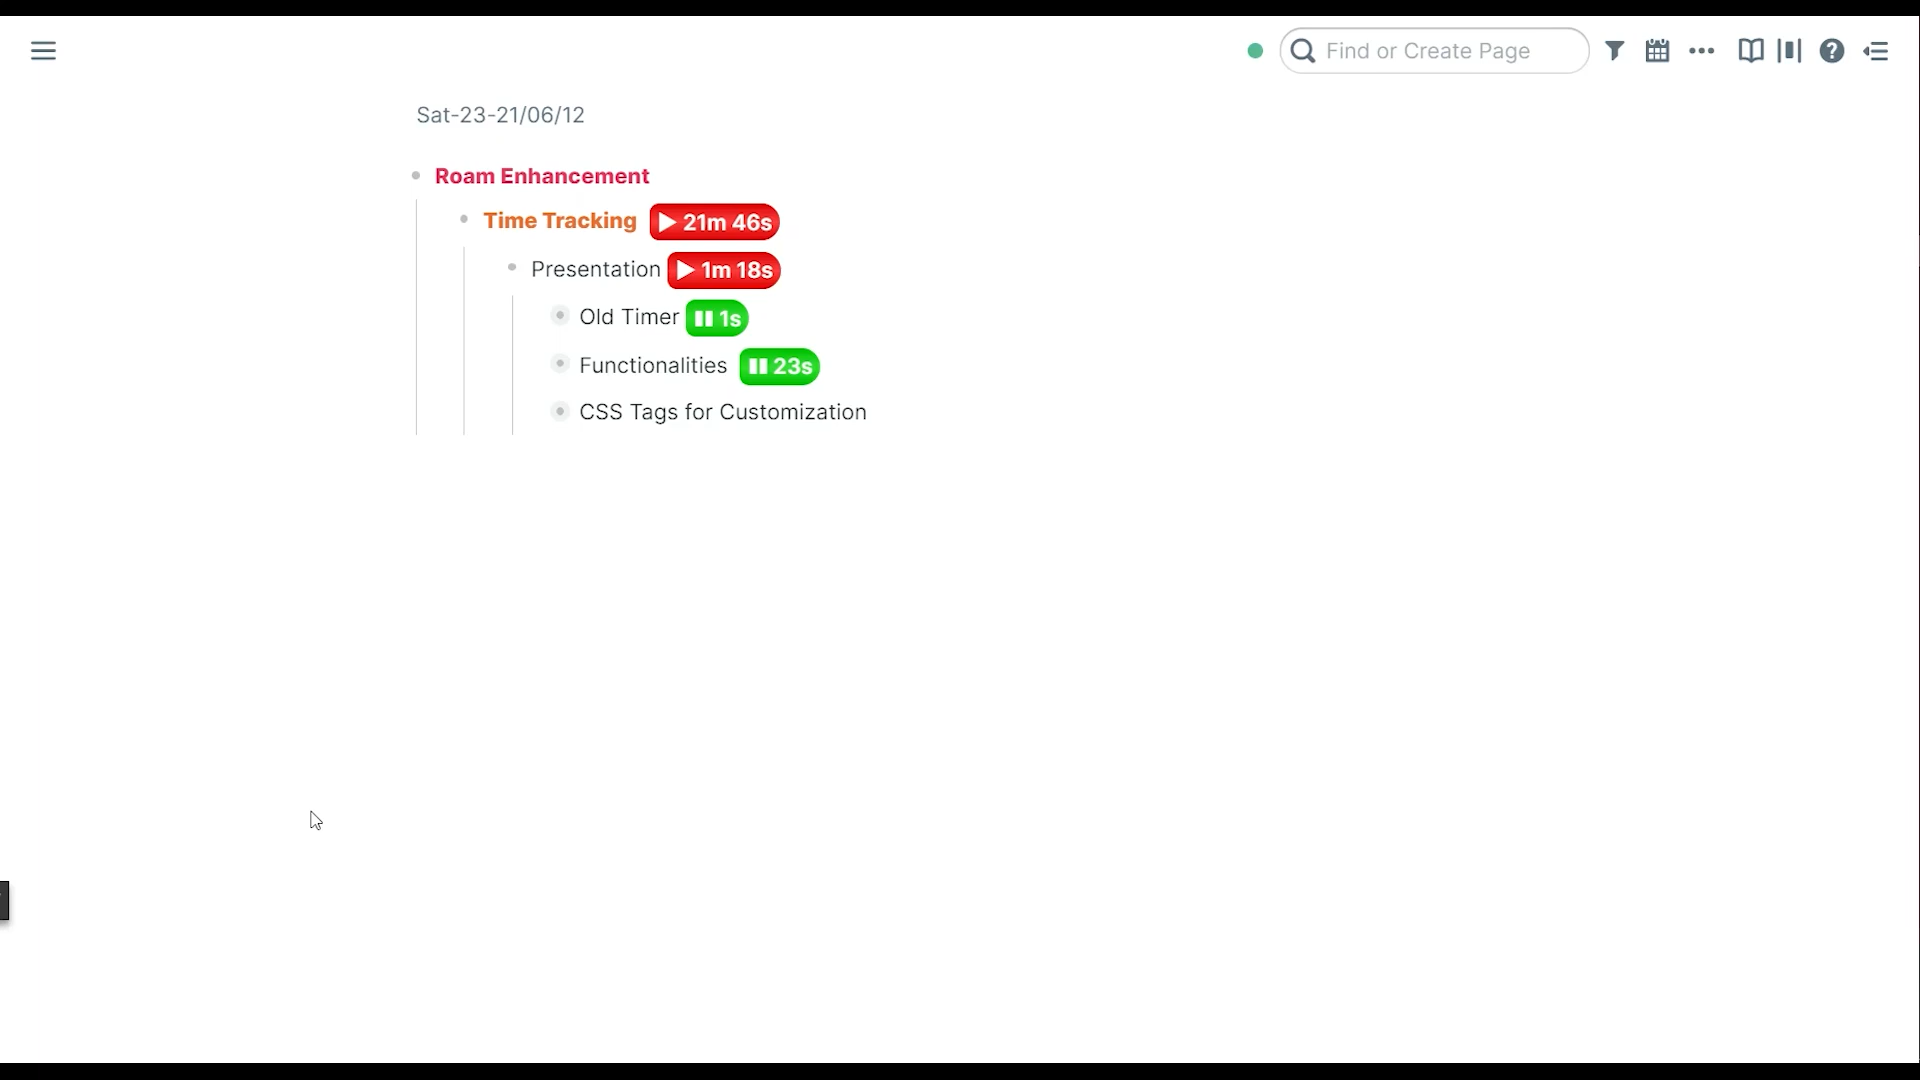 Find or Create Page
Sat-23-21/06/12
Roam Enhancement
Time Tracking 21m 46s
Presentation 1m 18s
Old Timer 1s
Functionalities 23s
CSS Tags for Customization